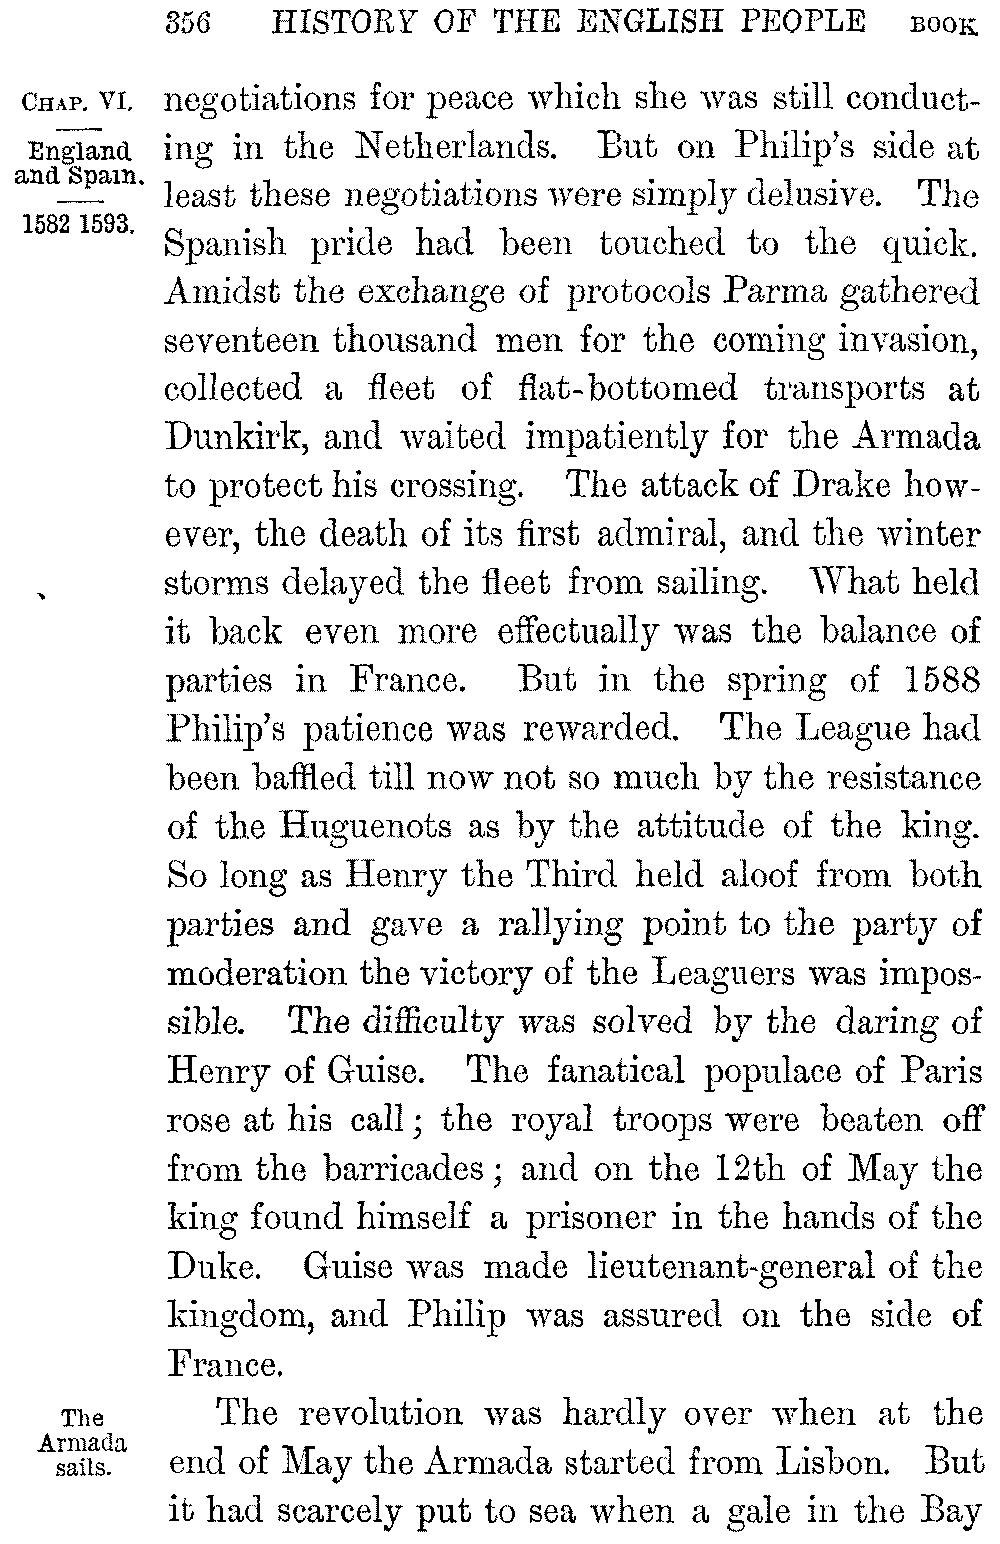 356 HISTORY OF THE ENGLISH PEOPLE BOOK
CHAP. VI.
England
and Spain.
1582 1593.
negotiations for peace which she was still conduct-
ing in the Netherlands. But on Philip's side at
least these negotiations were simply delusive. The
Spanish pride had been touched to the quick.
Amidst the exchange of protocols Parma gathered
seventeen thousand men for the coming invasion,
collected a fleet of flat-bottomed transports at
Dunkirk, and waited impatiently for the Armada
to protect his crossing. The attack of Drake how-
ever, the death of its first admiral, and the winter
storms delayed the fleet from sailing. What held
it back even more effectually was the balance of
parties in France. But in the spring of 1588
Philip's patience was rewarded. The League had
been baffled till now not so much by the resistance
of the Huguenots as by the attitude of the king.
So long as Henry the Third held aloof from both
parties and gave a rallying point to the party of
moderation the victory of the Leaguers was impos-
sible. The difficulty was solved by the daring of
Henry of Guise. The fanatical populace of Paris
rose at his call; the royal troops were beaten off
from the barricades; and on the 12th of May the
king found himself a prisoner in the hands of the
Duke. Guise was made lieutenant-general of the
kingdom, and Philip was assured on the side of
France.
The
Armada
sails.
The revolution was hardly over when at the
end of May the Armada started from Lisbon. But
it had scarcely put to sea when a gale in the Bay